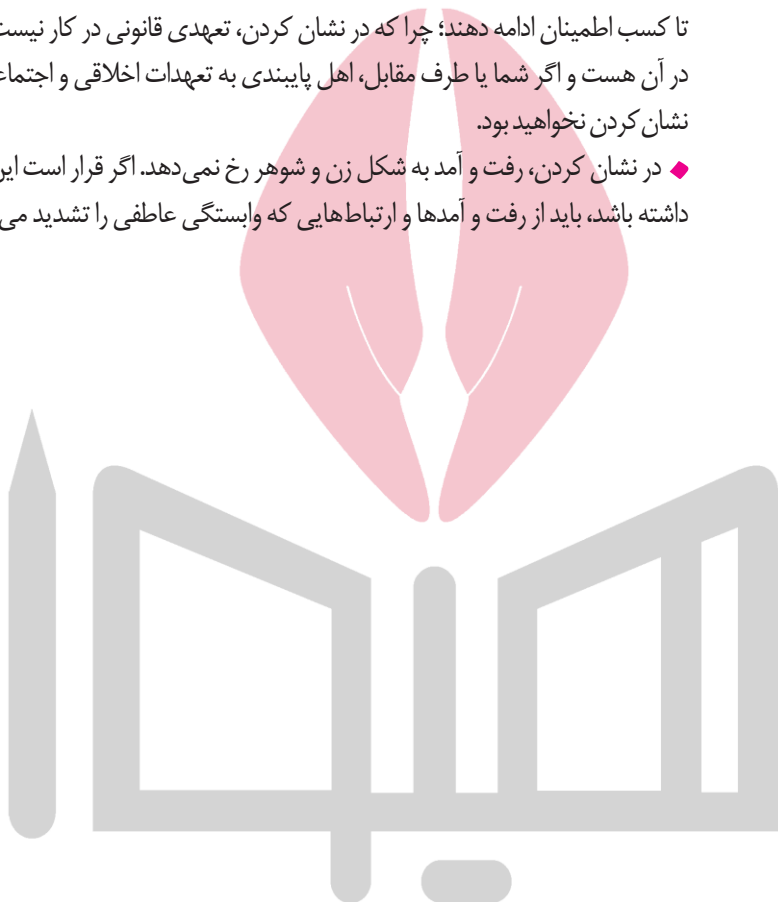 تا کسب اطمینان ادامه دهند؛ چرا که در نشان کردن، تعهدی قانونی در کار نیست
در آن هست و اگر شما یا طرف مقابل، اهل پایبندی به تعهدات اخلاقی و
نشان کردن نخواهید بود.
در نشان کردن، رفت و آمد به شکل زن و شوهر رخ نمی‌دهد. اگر قرار است
داشته باشد، باید از رفت و آمدها و ارتباط‌هایی که وابستگی عاطفی را تشدید